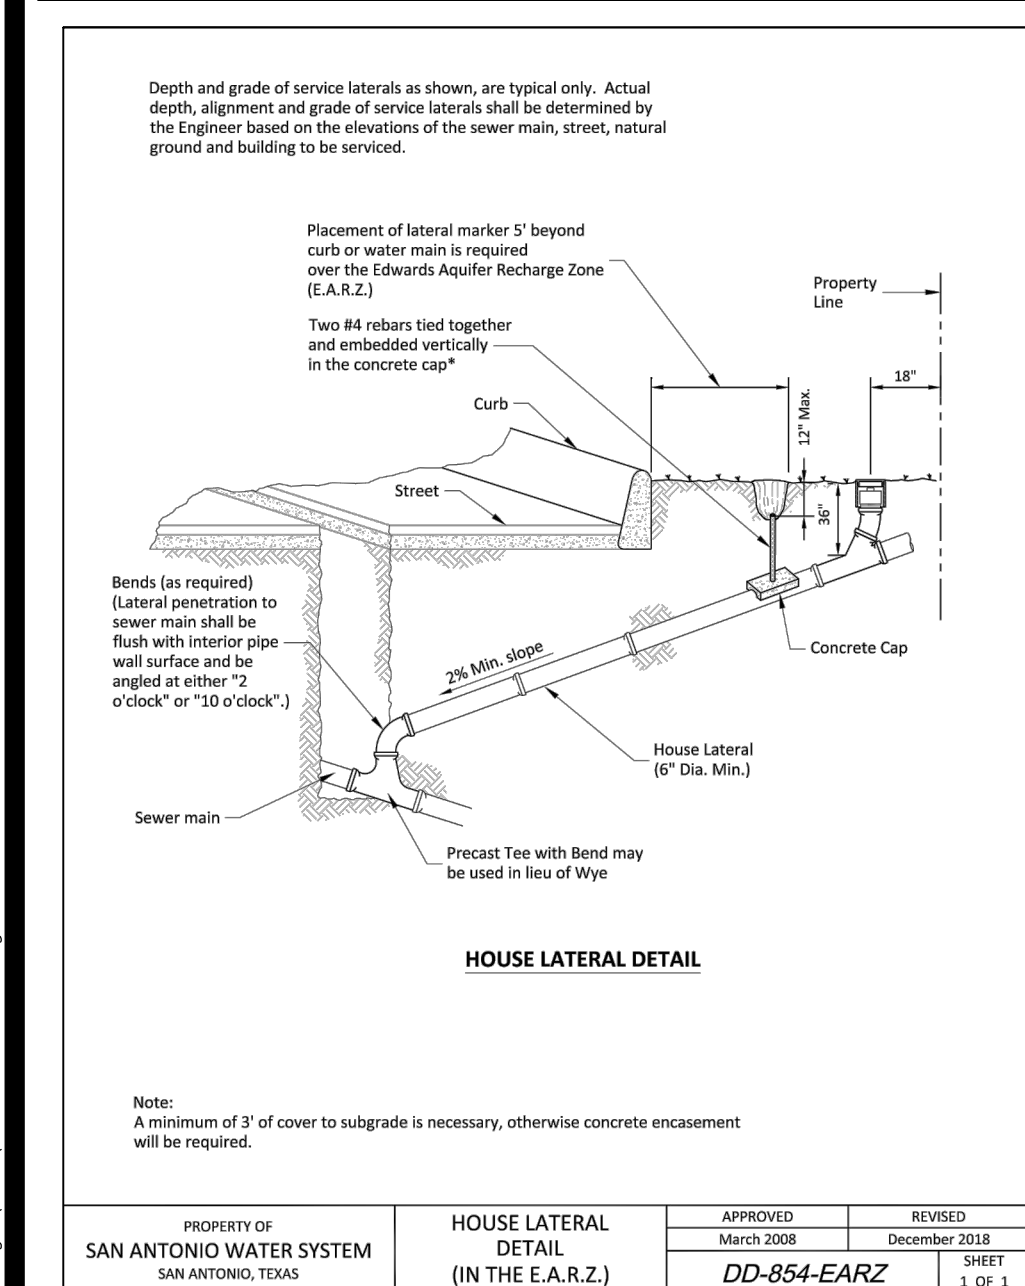 Depth and grade of service laterals as shown, are typical only. Actual
depth, alignment and grade of service laterals shall be determined by
the Engineer based on the elevations of the sewer main, street, natural
ground and building to be serviced.
Placement of lateral marker 5' beyond
curb or water main is required
over the Edwards Aquifer Recharge Zone
(E.A.R.Z.)
Property
Line
Two #4 rebars tied together
and embedded vertically
in the concrete cap*
18"
12" Max.
Curb
Street
36"
Bends (as required)
(Lateral penetration to
sewer main shall be
flush with interior pipe
wall surface and be
angled at either "2
o'clock" or "10 o'clock".)
2% Min. slope
Concrete Cap
House Lateral
(6" Dia. Min.)
Sewer main
Precast Tee with Bend may
be used in lieu of Wye
HOUSE LATERAL DETAIL
Note:
A minimum of 3' of cover to subgrade is necessary, otherwise concrete encasement
will be required.
PROPERTY OF
SAN ANTONIO WATER SYSTEM
SAN ANTONIO, TEXAS
HOUSE LATERAL
DETAIL
(IN THE E.A.R.Z.)
APPROVED
March 2008
REVISED
December 2018
DD-854-EARZ
SHEET
1 OF 1